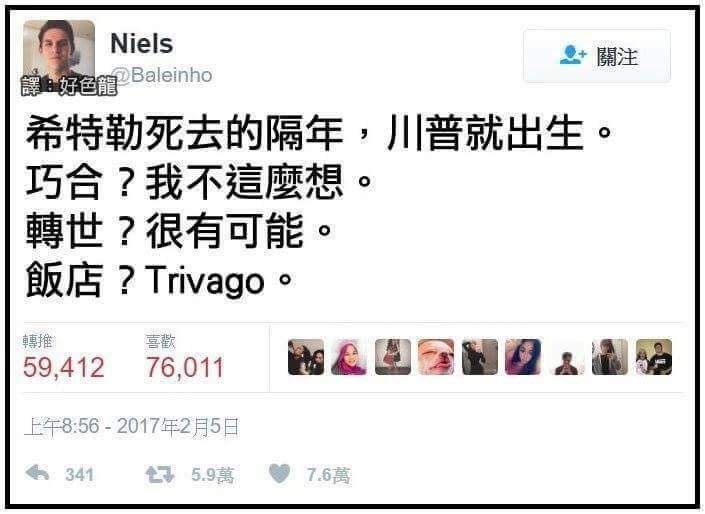 Niels
@Baleinho
關注
譯:好色龍
希特勒死去的隔年，川普就出生。
巧合？我不這麼想。
轉世？很有可能。
飯店？Trivago。
轉推 喜歡
59,412 76,011
上午8:56 - 2017年2月5日
341 5.9萬 7.6萬